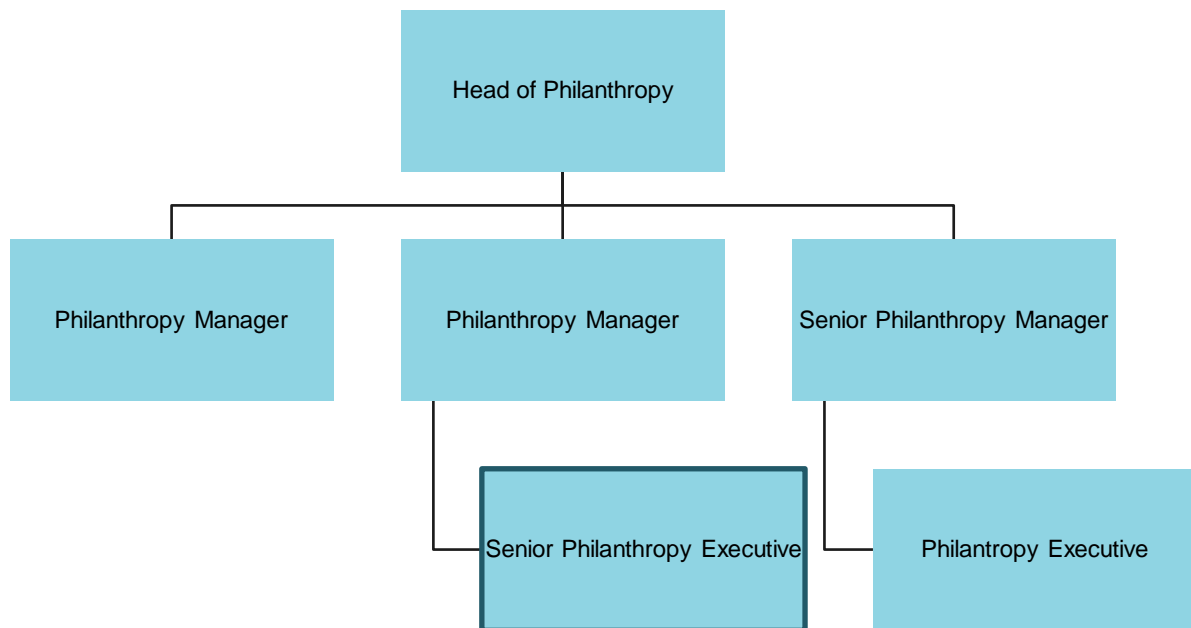 Head of Philanthropy
Philanthropy Manager
Philanthropy Manager
Senior Philanthropy Manager
Senior Philanthropy Executive
Philantropy Executive